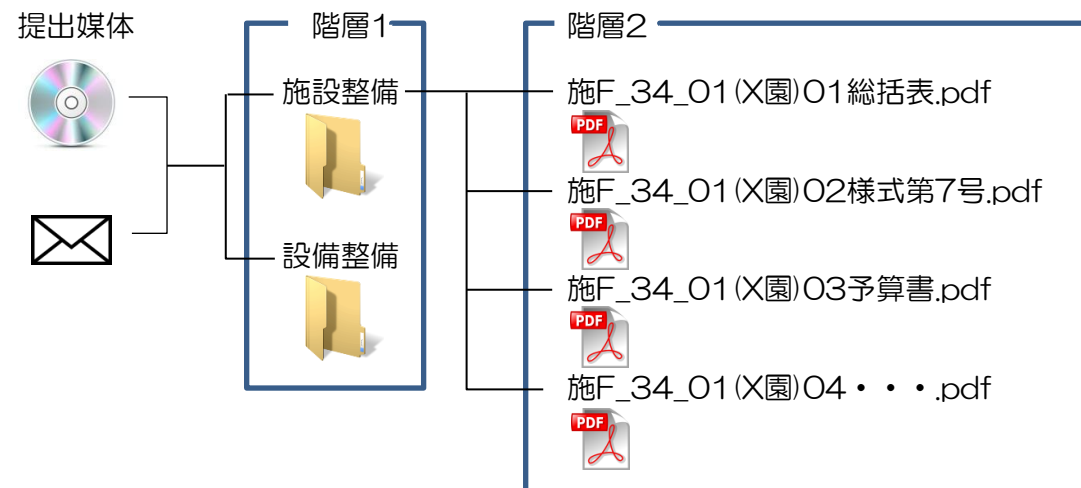 提出媒体
階層1
階層2
施設整備
施F_34_01(X園)01総括表.pdf
PDF
施F_34_01(X園)02様式第7号.pdf
PDF
設備整備
施F_34_01(X園)03予算書.pdf
PDF
施F_34_01(X園)04・・・.pdf
PDF